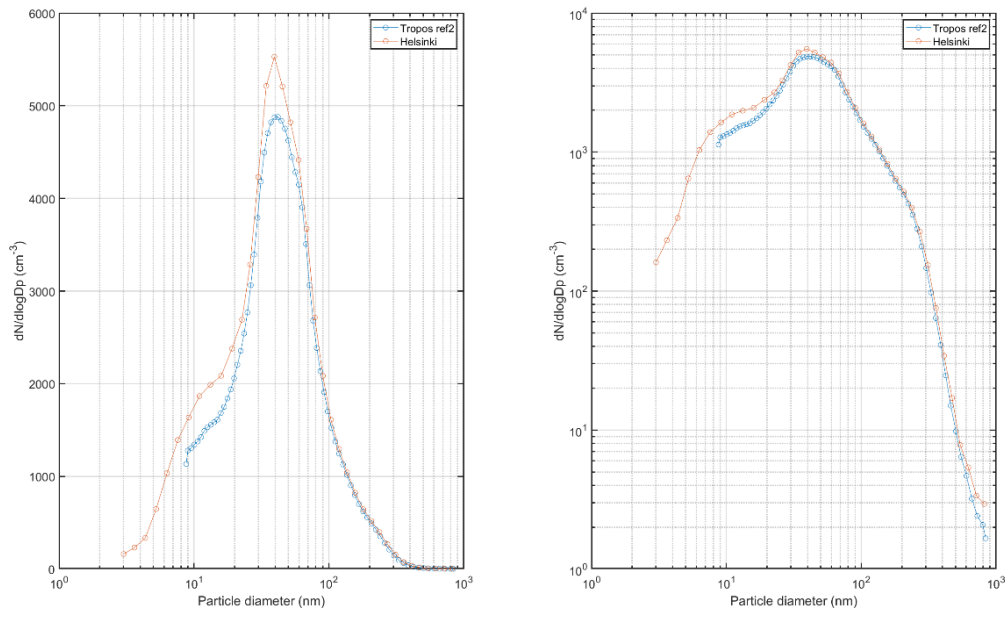 6000
5000
4000
3000
2000
1000
0
10⁰
10¹
10²
10³
dN/dlogDp (cm⁻³)
Particle diameter (nm)
Tropos ref2
Helsinki
10⁴
10³
10²
10¹
10⁰
10⁰
10¹
10²
10³
dN/dlogDp (cm⁻³)
Particle diameter (nm)
Tropos ref2
Helsinki